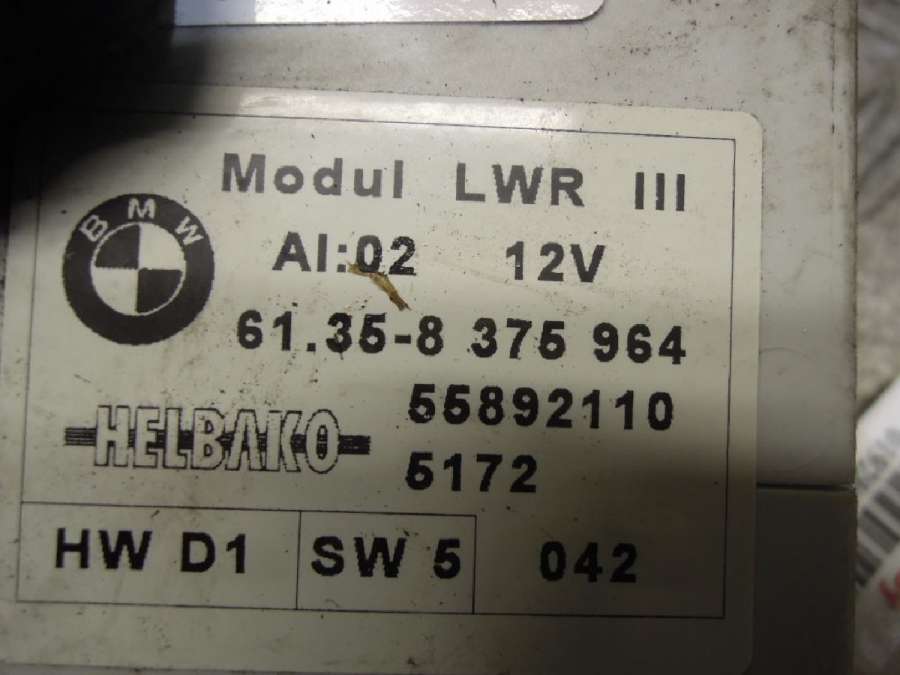 Modul LWR III
BMW
AI:02 12V
61.35-8 375 964
55892110
HELBAKO
5172
HW D1 SW 5 042